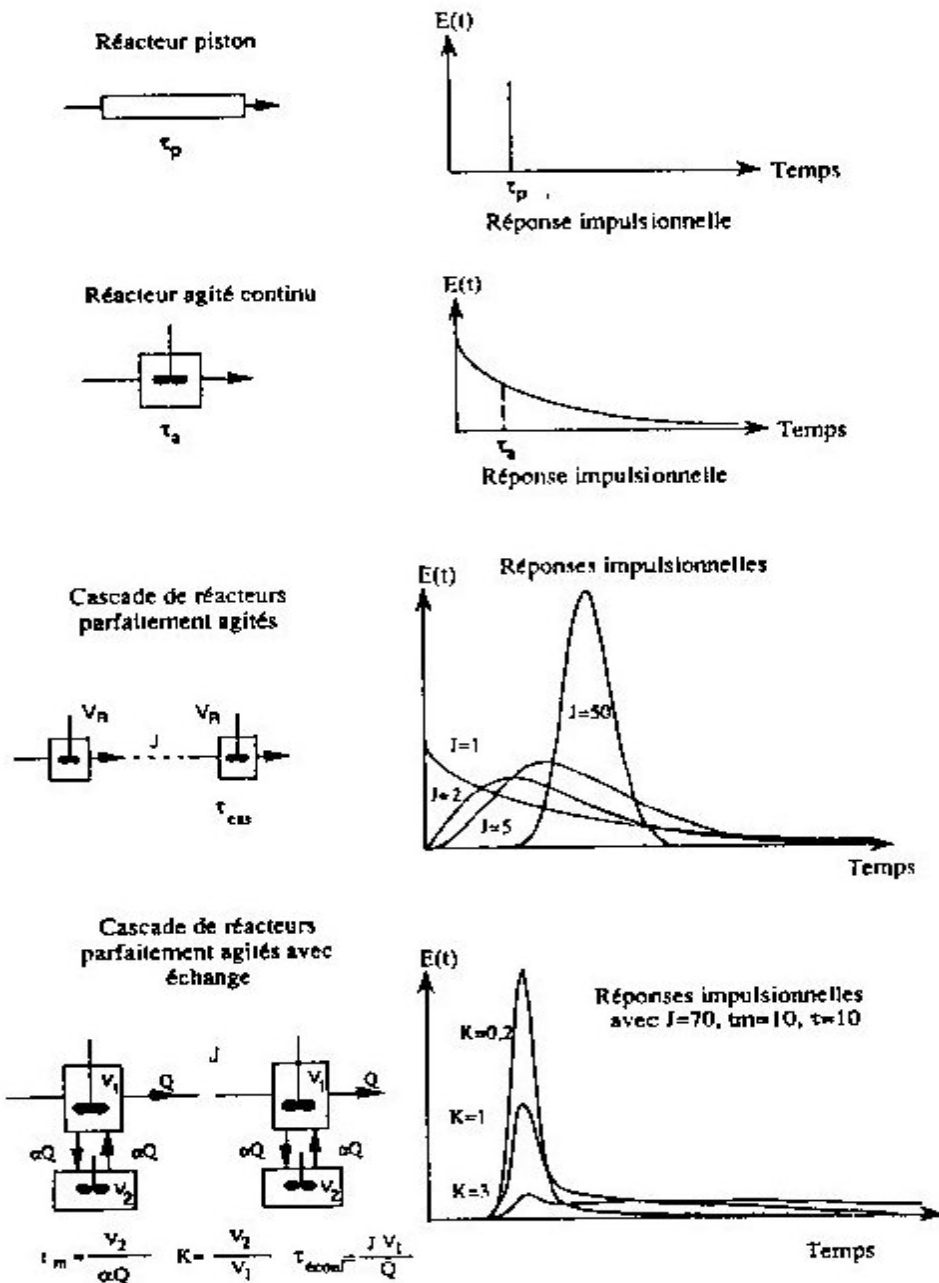 Réacteur piston
τp
E(t)
Temps
τp
Réponse impulsionnelle
Réacteur agité continu
τa
E(t)
Temps
τa
Réponse impulsionnelle
Cascade de réacteurs
parfaitement agités
VR
J
VR
τcas
Réponses impulsionnelles
E(t)
J=1
J=2
J=5
J=50
Temps
Cascade de réacteurs
parfaitement agités avec
échange
J
V1
Q
V1
Q
αQ
αQ
αQ
αQ
V2
V2
tm = V2/αQ K = V2/V1 τécoul = J V1/Q
E(t)
Réponses impulsionnelles
avec J=70, tm=10, τ=10
K=0,2
K=1
K=3
Temps